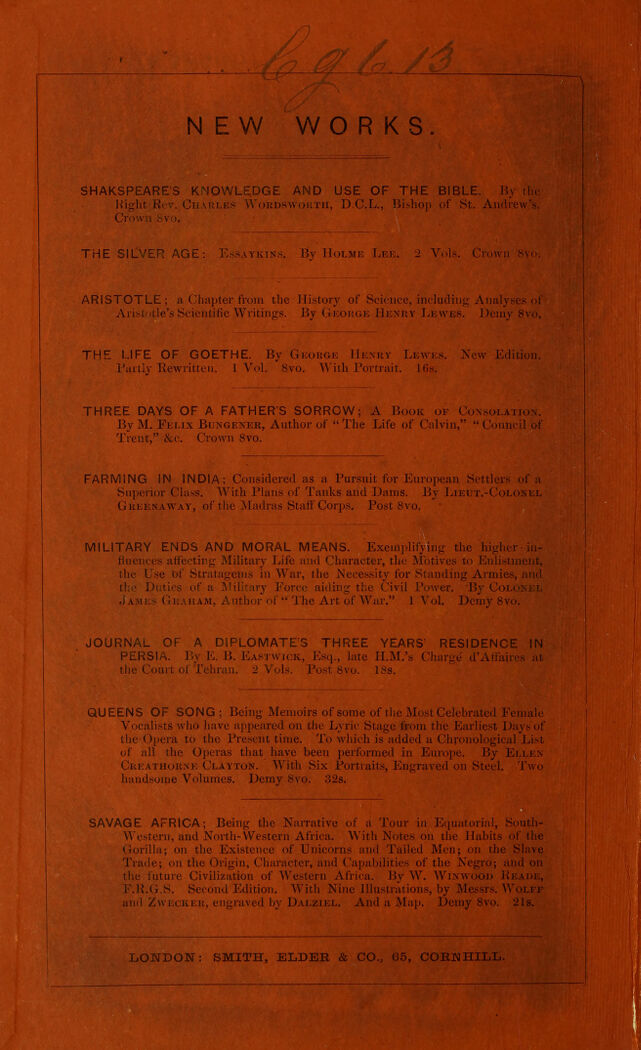 C g 6. 13
NEW WORKS.
SHAKSPEARE'S KNOWLEDGE AND USE OF THE BIBLE. By the
Right Rev. CHARLES WORDSWORTH, D.C.L., Bishop of St. Andrew's.
Crown 8vo.
THE SILVER AGE: ESSAYKINS. By HOLME LEE. 2 Vols. Crown 8vo.
ARISTOTLE; a Chapter from the History of Science, including Analyses of
Aristotle's Scientific Writings. By GEORGE HENRY LEWES. Demy 8vo.
THE LIFE OF GOETHE. By GEORGE HENRY LEWES. New Edition.
Partly Rewritten. 1 Vol. 8vo. With Portrait. 16s.
THREE DAYS OF A FATHER'S SORROW; A BOOK OF CONSOLATION.
By M. FELIX BUNGENER, Author of "The Life of Calvin," "Council of
Trent," &c. Crown 8vo.
FARMING IN INDIA; Considered as a Pursuit for European Settlers of a
Superior Class. With Plans of Tanks and Dams. By LIEUT.-COLONEL
GREENAWAY, of the Madras Staff Corps. Post 8vo.
MILITARY ENDS AND MORAL MEANS. Exemplifying the higher in-
fluences affecting Military Life and Character, the Motives to Enlistment,
the Use of Stratagems in War, the Necessity for Standing Armies, and
the Duties of a Military Force aiding the Civil Power. By COLONEL
JAMES GRAHAM, Author of "The Art of War." 1 Vol. Demy 8vo.
JOURNAL OF A DIPLOMATE'S THREE YEARS' RESIDENCE IN
PERSIA. By E. B. EASTWICK, Esq., late H.M.'s Chargé d'Affaires at
the Court of Tehran. 2 Vols. Post 8vo. 18s.
QUEENS OF SONG; Being Memoirs of some of the Most Celebrated Female
Vocalists who have appeared on the Lyric Stage from the Earliest Days of
the Opera to the Present time. To which is added a Chronological List
of all the Operas that have been performed in Europe. By ELLEN
CREATHORNE CLAYTON. With Six Portraits, Engraved on Steel. Two
handsome Volumes. Demy 8vo. 32s.
SAVAGE AFRICA; Being the Narrative of a Tour in Equatorial, South-
Western, and North-Western Africa. With Notes on the Habits of the
Gorilla; on the Existence of Unicorns and Tailed Men; on the Slave
Trade; on the Origin, Character, and Capabilities of the Negro; and on
the future Civilization of Western Africa. By W. WINWOOD READE,
F.R.G.S. Second Edition. With Nine Illustrations, by Messrs. WOLFF
and ZWECKER, engraved by DALZIEL. And a Map. Demy 8vo. 21s.
LONDON: SMITH, ELDER & CO., 65, CORNHILL.